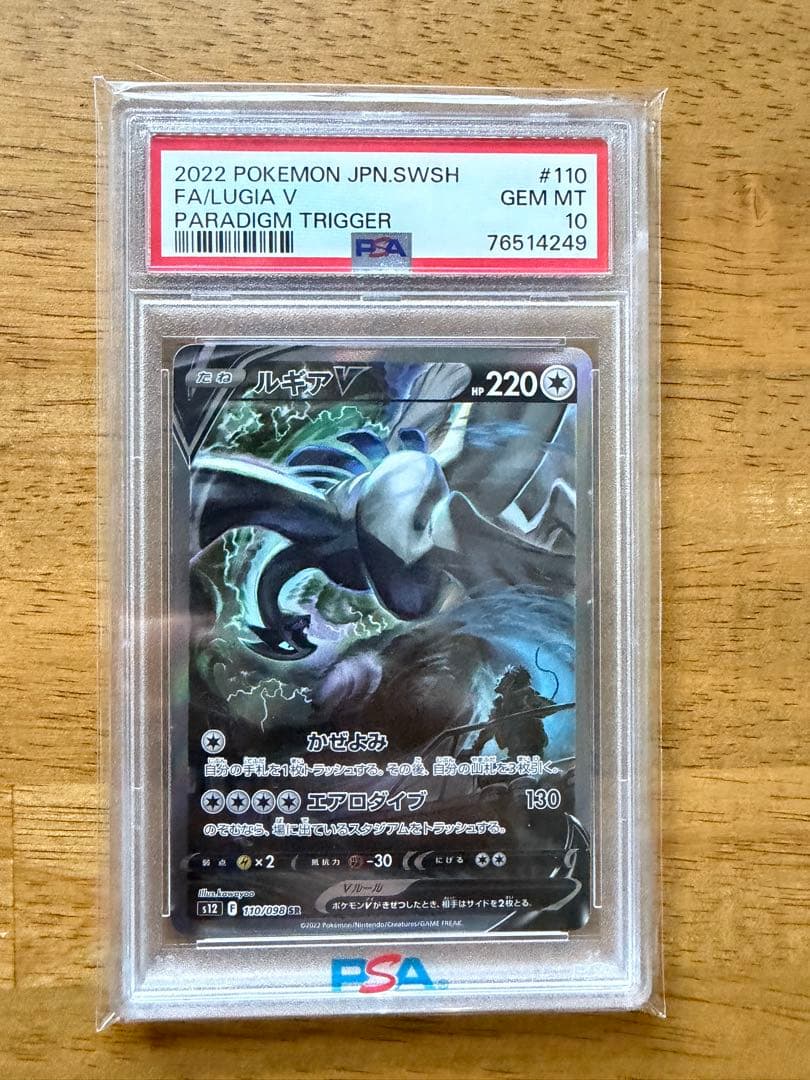 2022 POKEMON JPN.SWSH #110
FA/LUGIA V GEM MT
PARADIGM TRIGGER 10
PSA 76514249
たね ルギアV HP 220
かぜよみ
自分の手札を1枚トラッシュする。その後、自分の山札を3枚引く。
エアロダイブ 130
のぞむなら、場に出ているスタジアムをトラッシュする。
弱点 ×2 抵抗力 -30 にげる
Illus.kawayoo
Vルール
ポケモンVがきぜつしたとき、相手はサイドを2枚とる。
s12 F 110/098 SR
©2022 Pokémon/Nintendo/Creatures/GAME FREAK.
PSA